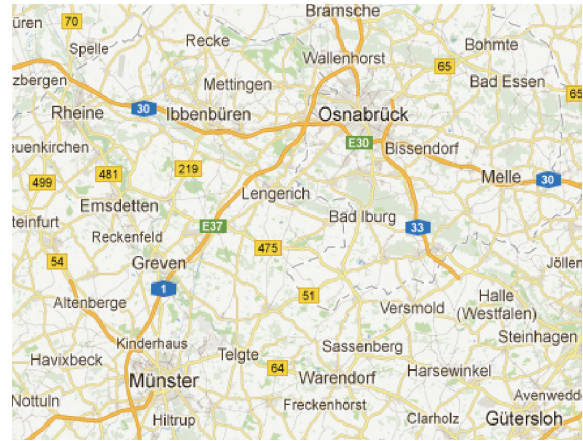 Bramsche
üren
70
Spelle
Recke
Bohmte
Wallenhorst
65
zbergen
Mettingen
Bad Essen
65
Rheine
30
Ibbenbüren
Osnabrück
E30
euenkirchen
Bissendorf
499
481
219
Melle
30
Lengerich
Emsdetten
Bad Iburg
teinfurt
E37
33
Reckenfeld
475
54
Greven
Jöllen
1
51
Altenberge
Versmold
Halle
(Westfalen)
Kinderhaus
Steinhagen
Havixbeck
Telgte
Sassenberg
64
Harsewinkel
Münster
Warendorf
Nottuln
Freckenhorst
Avenwedde
Hiltrup
Clarholz
Gütersloh